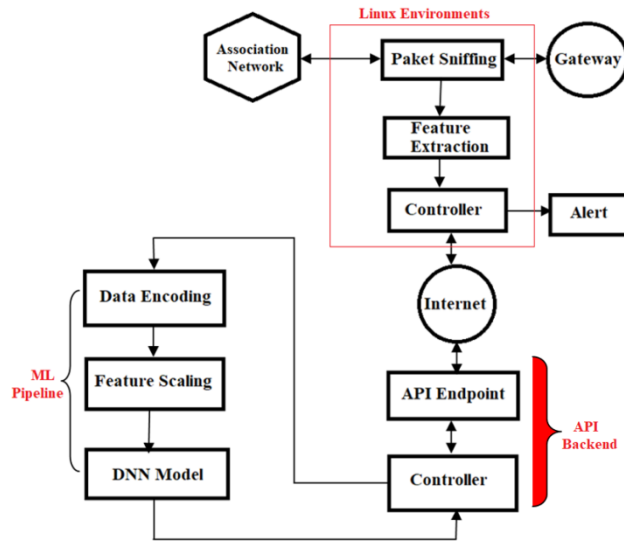 Linux Environments
Association
Network
Paket Sniffing
Gateway
Feature
Extraction
Controller
Alert
Internet
Data Encoding
Feature Scaling
DNN Model
ML
Pipeline
API Endpoint
Controller
API
Backend